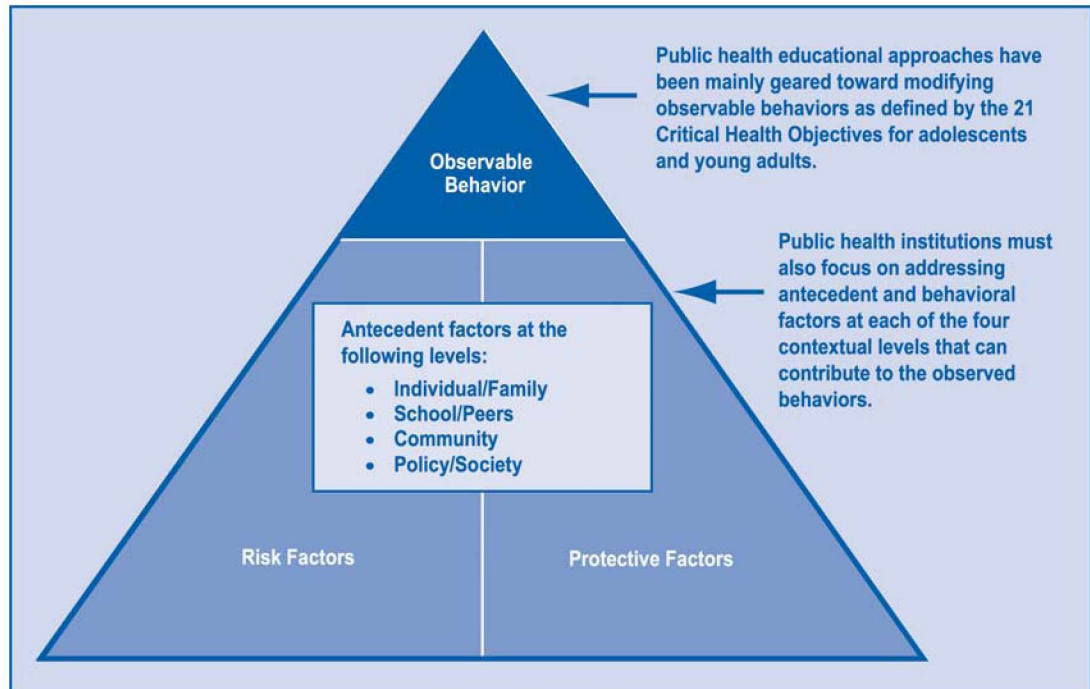 Public health educational approaches have
been mainly geared toward modifying
observable behaviors as defined by the 21
Critical Health Objectives for adolescents
and young adults.
Observable
Behavior
Public health institutions must
also focus on addressing
antecedent and behavioral
factors at each of the four
contextual levels that can
contribute to the observed
behaviors.
Antecedent factors at the
following levels:
• Individual/Family
• School/Peers
• Community
• Policy/Society
Risk Factors
Protective Factors